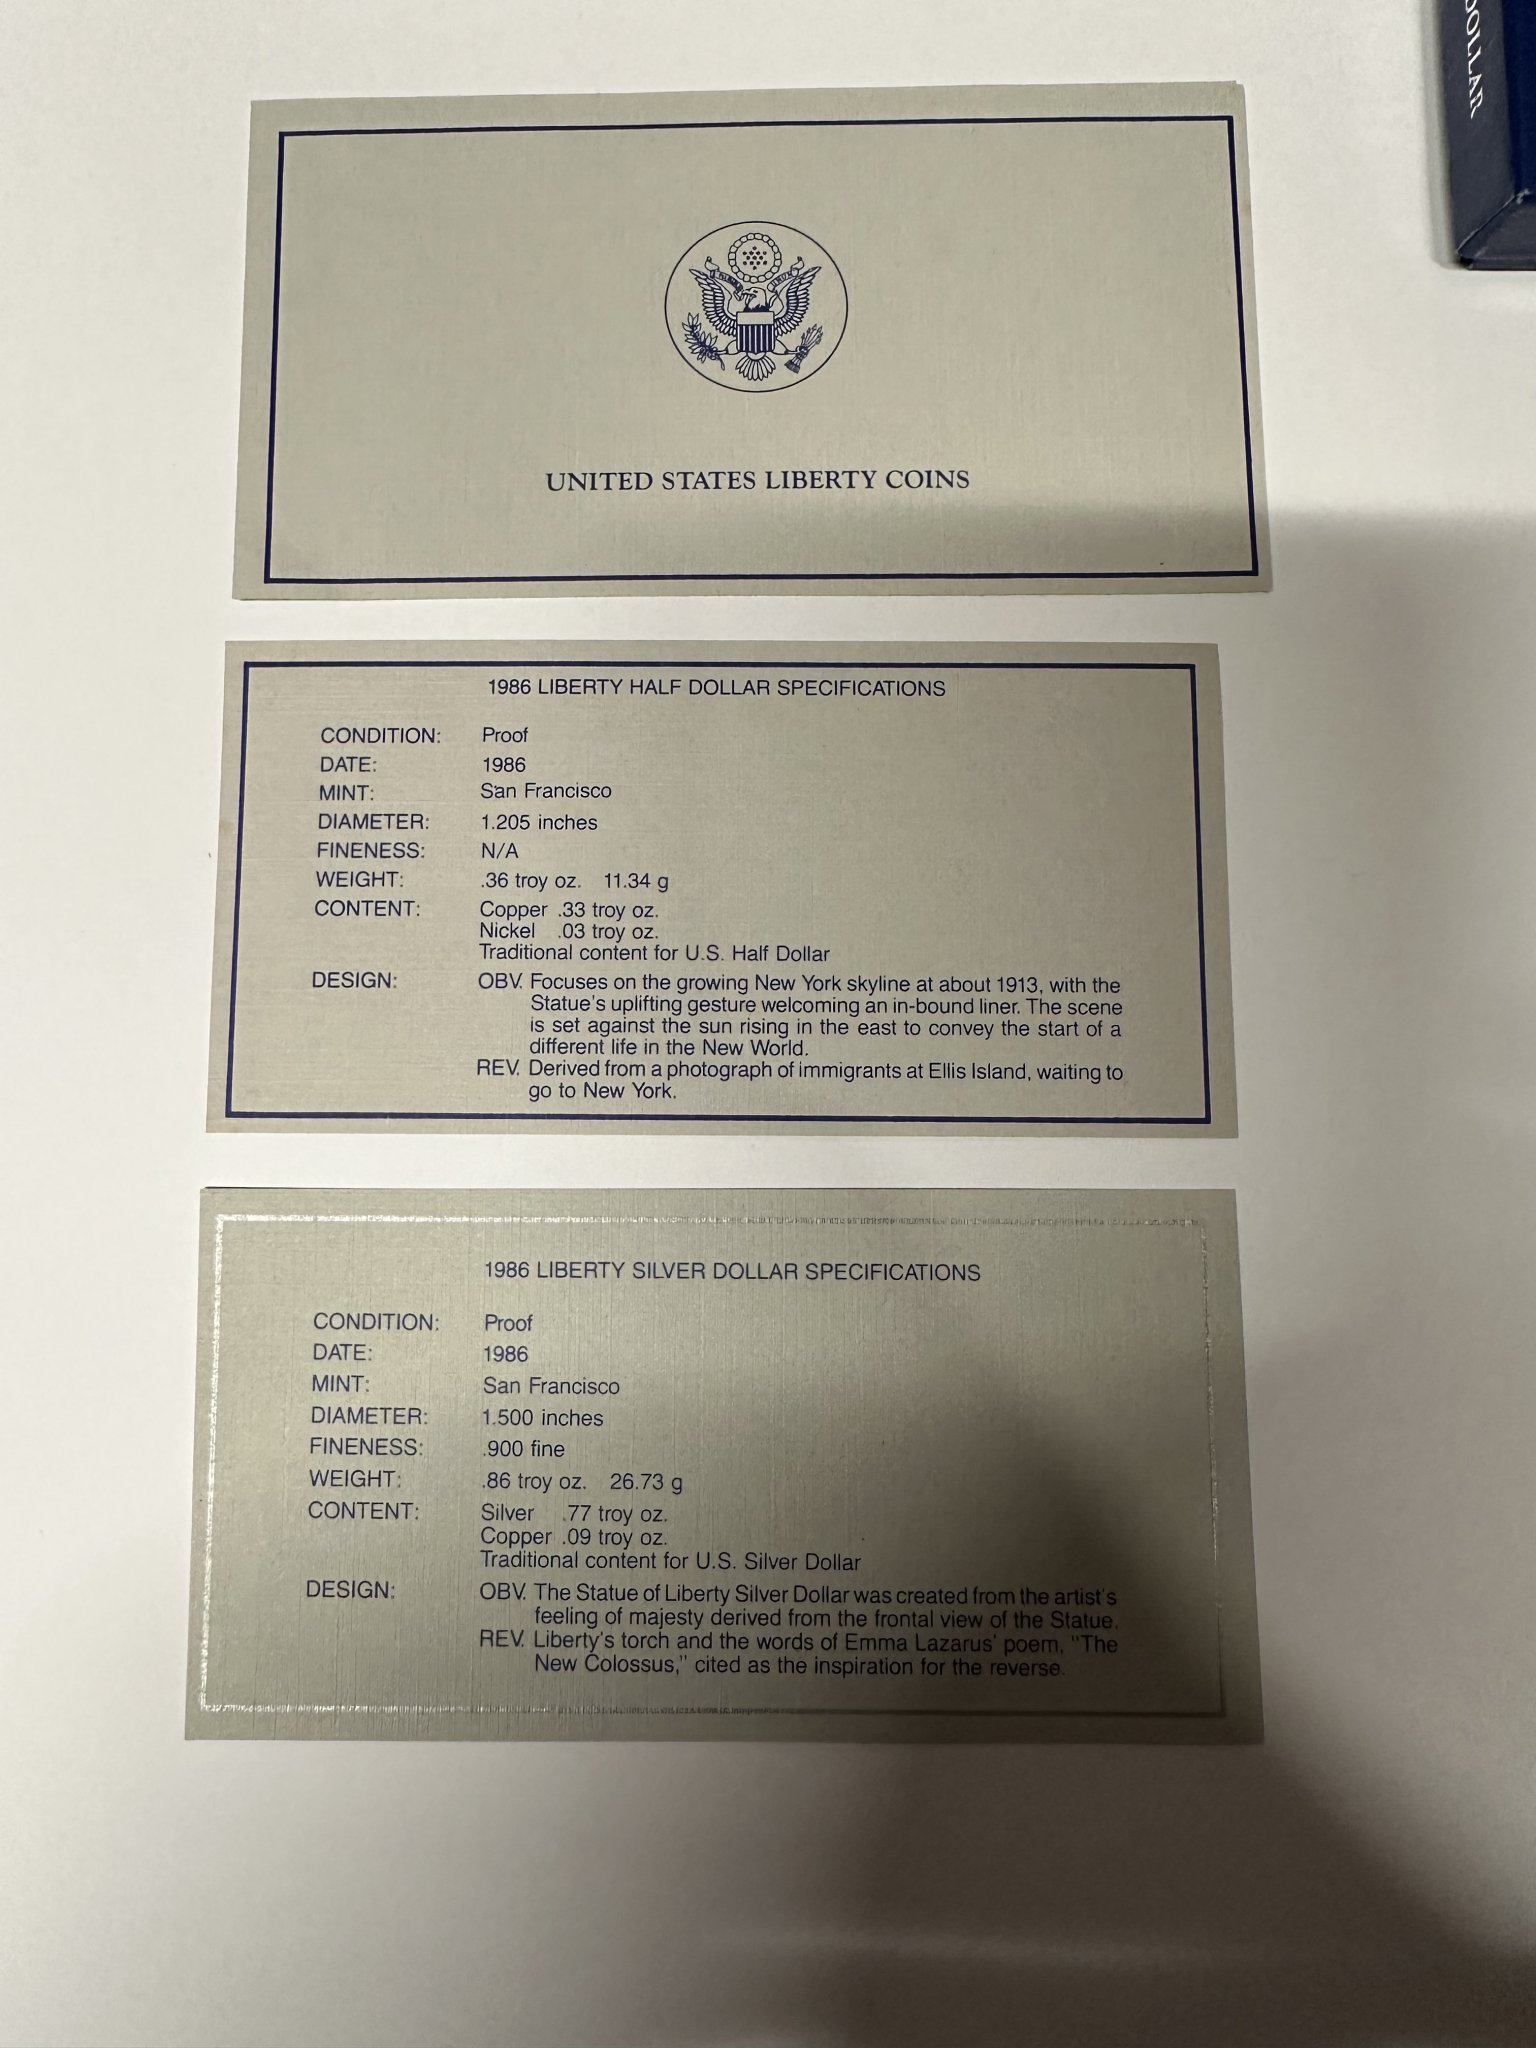 DOLLAR
UNITED STATES LIBERTY COINS
1986 LIBERTY HALF DOLLAR SPECIFICATIONS
CONDITION: Proof
DATE: 1986
MINT: San Francisco
DIAMETER: 1.205 inches
FINENESS: N/A
WEIGHT: .36 troy oz. 11.34 g
CONTENT: Copper .33 troy oz.
Nickel .03 troy oz.
Traditional content for U.S. Half Dollar
DESIGN: OBV. Focuses on the growing New York skyline at about 1913, with the
Statue's uplifting gesture welcoming an in-bound liner. The scene
is set against the sun rising in the east to convey the start of a
different life in the New World.
REV. Derived from a photograph of immigrants at Ellis Island, waiting to
go to New York.
1986 LIBERTY SILVER DOLLAR SPECIFICATIONS
CONDITION: Proof
DATE: 1986
MINT: San Francisco
DIAMETER: 1.500 inches
FINENESS: .900 fine
WEIGHT: .86 troy oz. 26.73 g
CONTENT: Silver .77 troy oz.
Copper .09 troy oz.
Traditional content for U.S. Silver Dollar
DESIGN: OBV. The Statue of Liberty Silver Dollar was created from the artist's
feeling of majesty derived from the frontal view of the Statue.
REV. Liberty's torch and the words of Emma Lazarus' poem, "The
New Colossus," cited as the inspiration for the reverse.